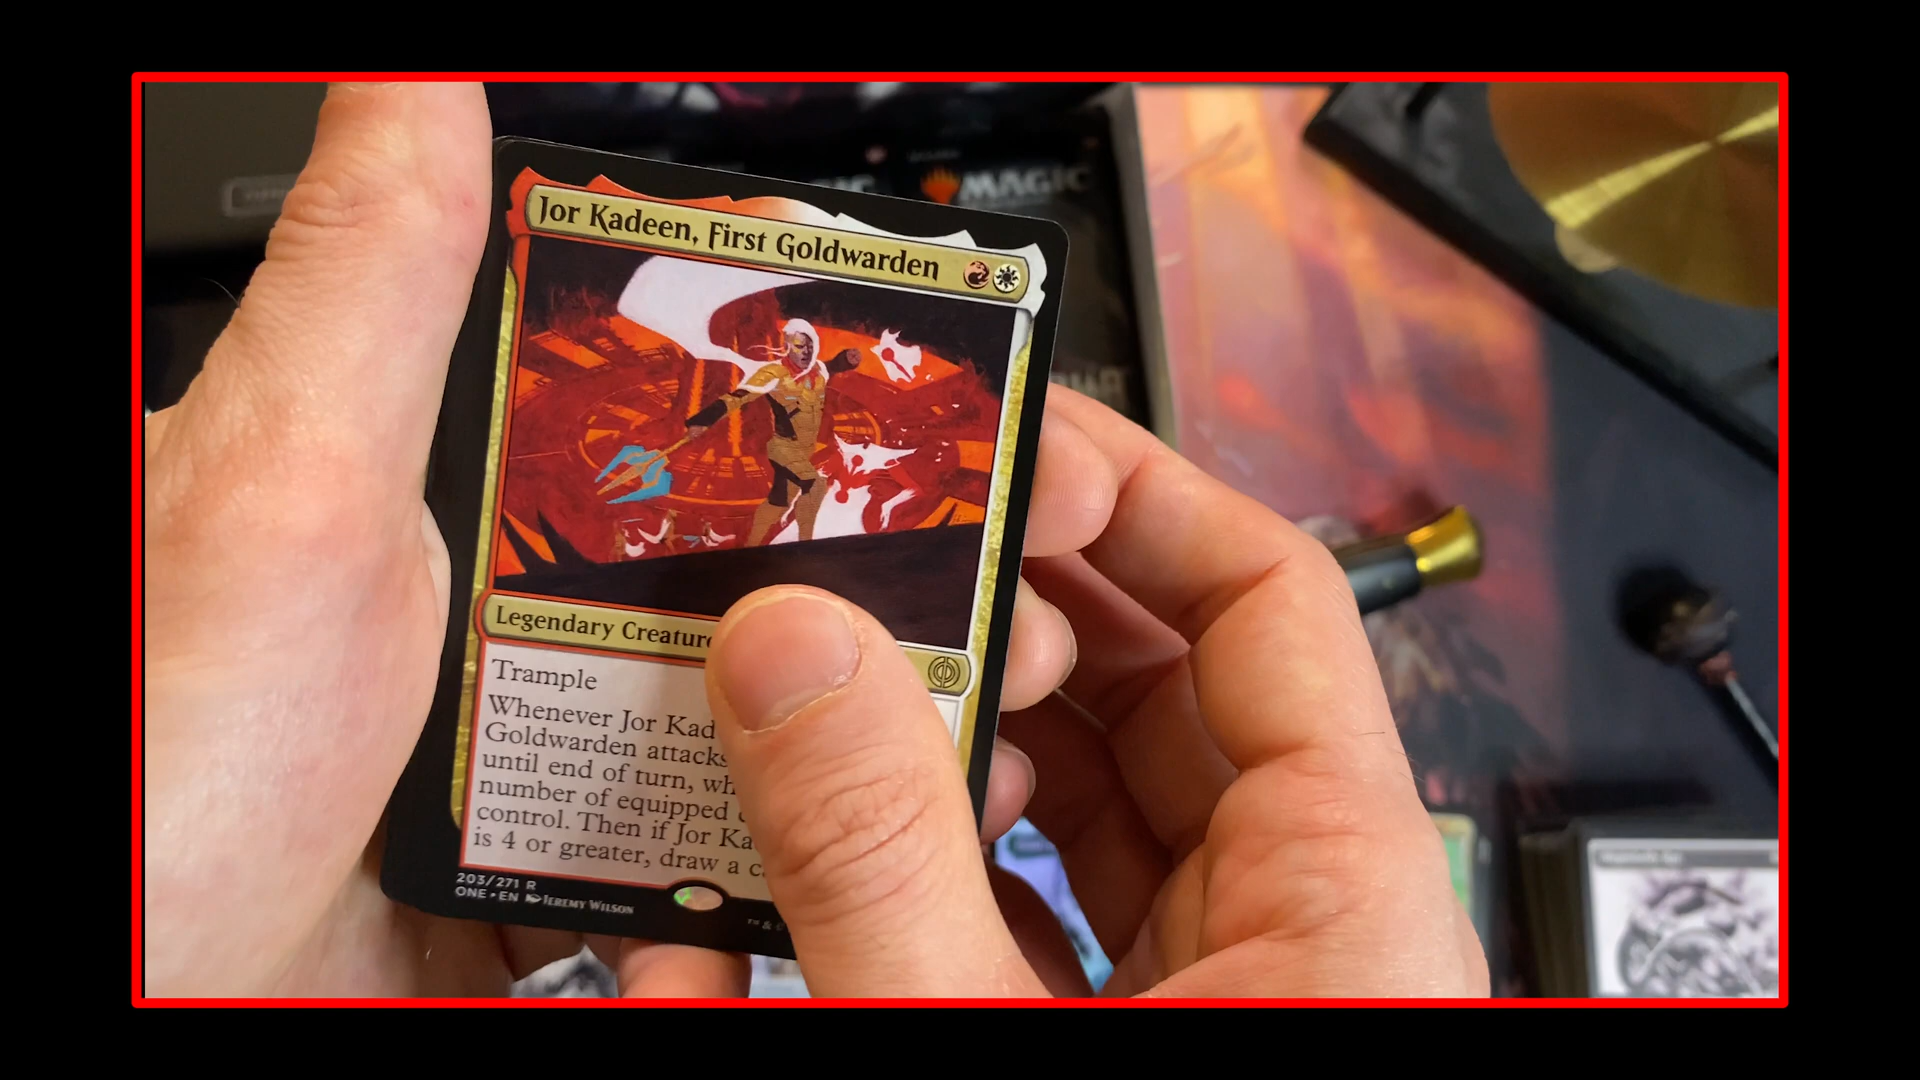 MAGIC
Jor Kadeen, First Goldwarden
Legendary Creature
Trample
Whenever Jor Kad
Goldwarden attacks
until end of turn, wh
number of equipped
control. Then if Jor Ka
is 4 or greater, draw a c
203/271 R
ONE • EN JEREMY WILSON
™ & ©